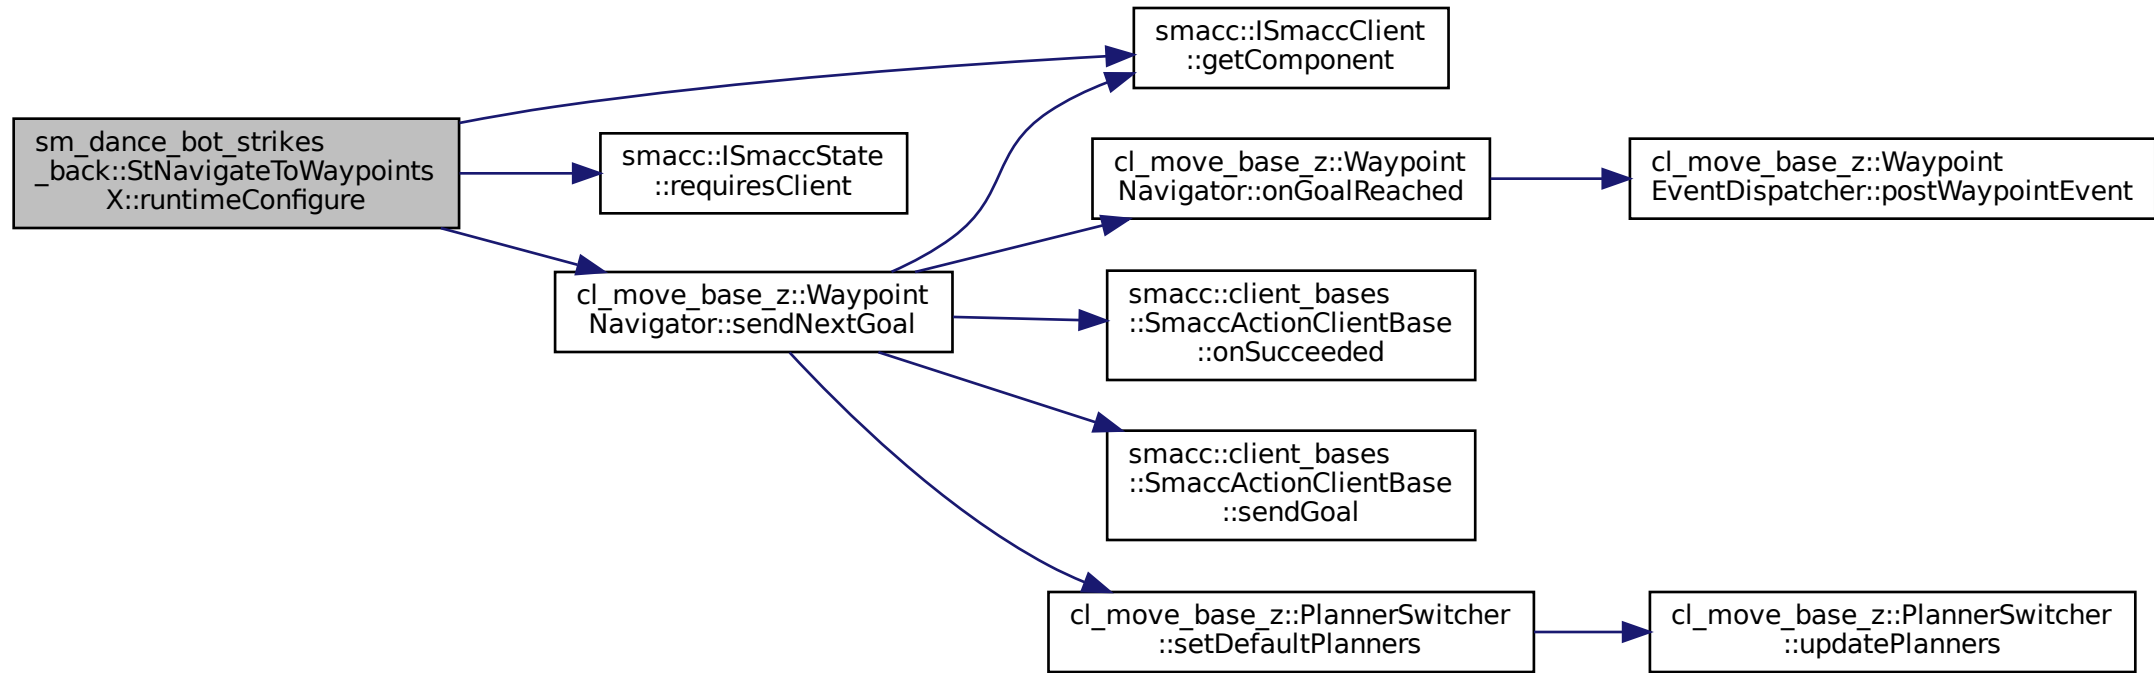 sm_dance_bot_strikes
_back::StNavigateToWaypoints
X::runtimeConfigure
smacc::ISmaccClient
::getComponent
smacc::ISmaccState
::requiresClient
cl_move_base_z::Waypoint
Navigator::sendNextGoal
cl_move_base_z::Waypoint
Navigator::onGoalReached
cl_move_base_z::Waypoint
EventDispatcher::postWaypointEvent
smacc::client_bases
::SmaccActionClientBase
::onSucceeded
smacc::client_bases
::SmaccActionClientBase
::sendGoal
cl_move_base_z::PlannerSwitcher
::setDefaultPlanners
cl_move_base_z::PlannerSwitcher
::updatePlanners